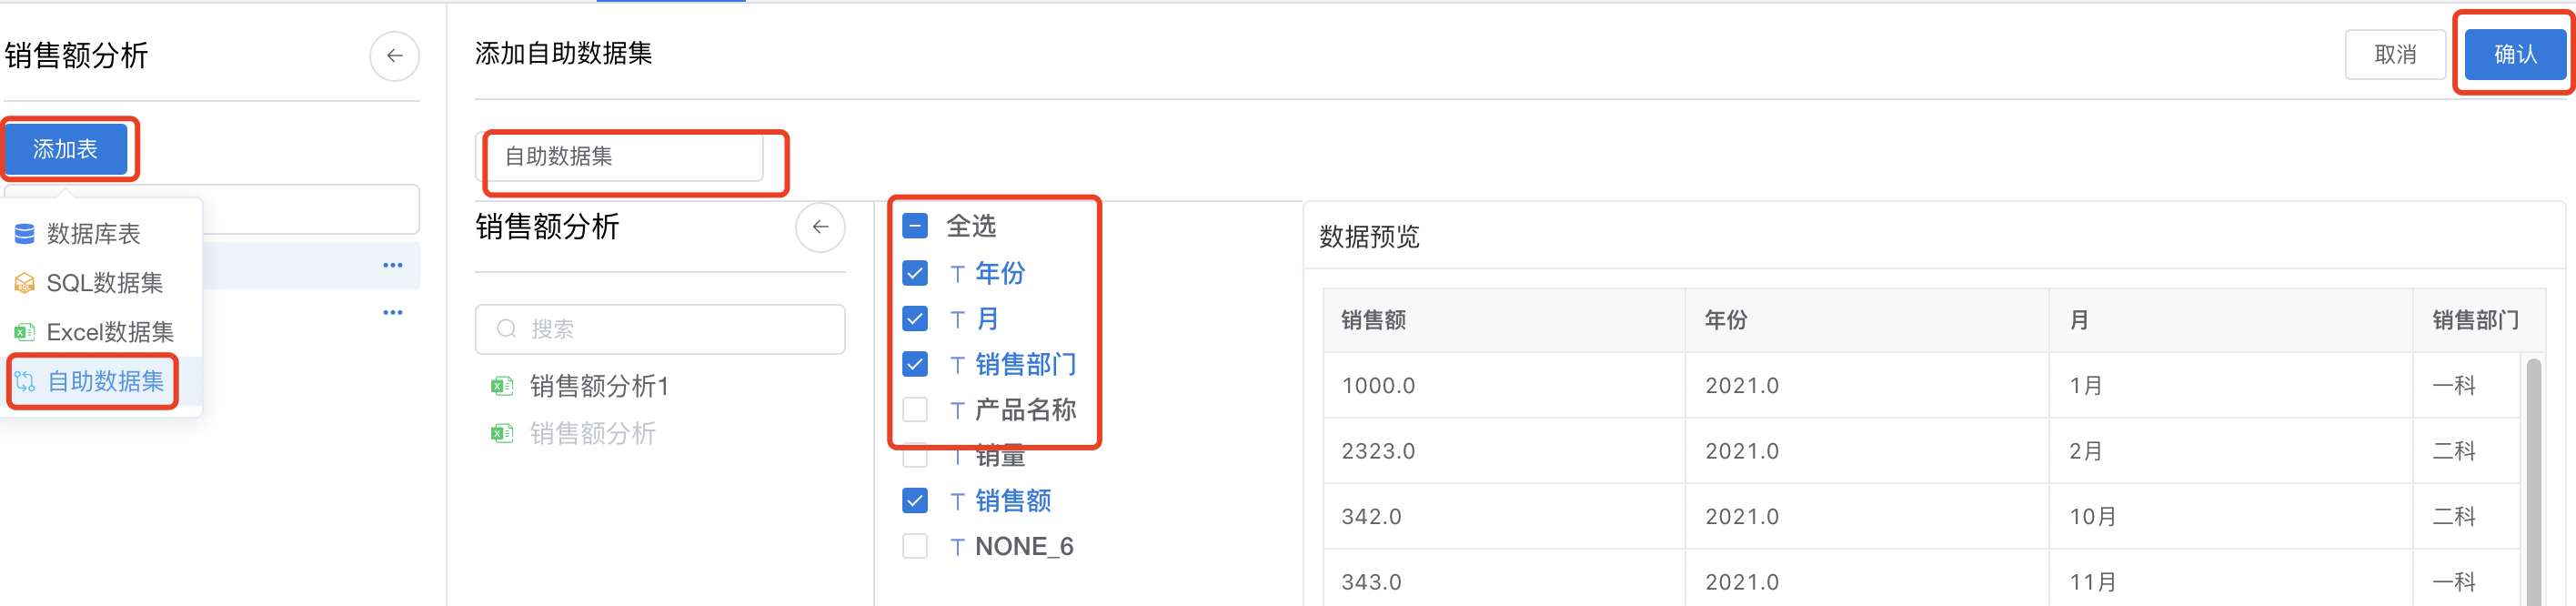 销售额分析
添加表
数据库表
SQL数据集
Excel数据集
自助数据集
添加自助数据集
取消
确认
自助数据集
销售额分析
搜索
销售额分析1
销售额分析
全选
T 年份
T 月
T 销售部门
T 产品名称
T 销量
T 销售额
T NONE_6
数据预览
销售额 年份 月 销售部门
1000.0 2021.0 1月 一科
2323.0 2021.0 2月 二科
342.0 2021.0 10月 二科
343.0 2021.0 11月 一科